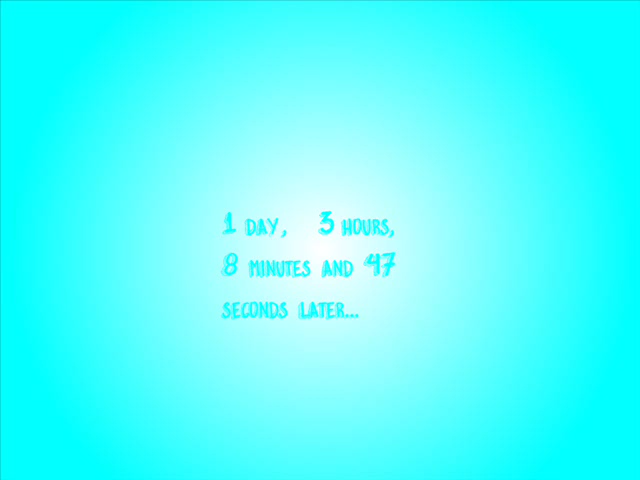 1 DAY, 3 HOURS,
8 MINUTES AND 47
SECONDS LATER...